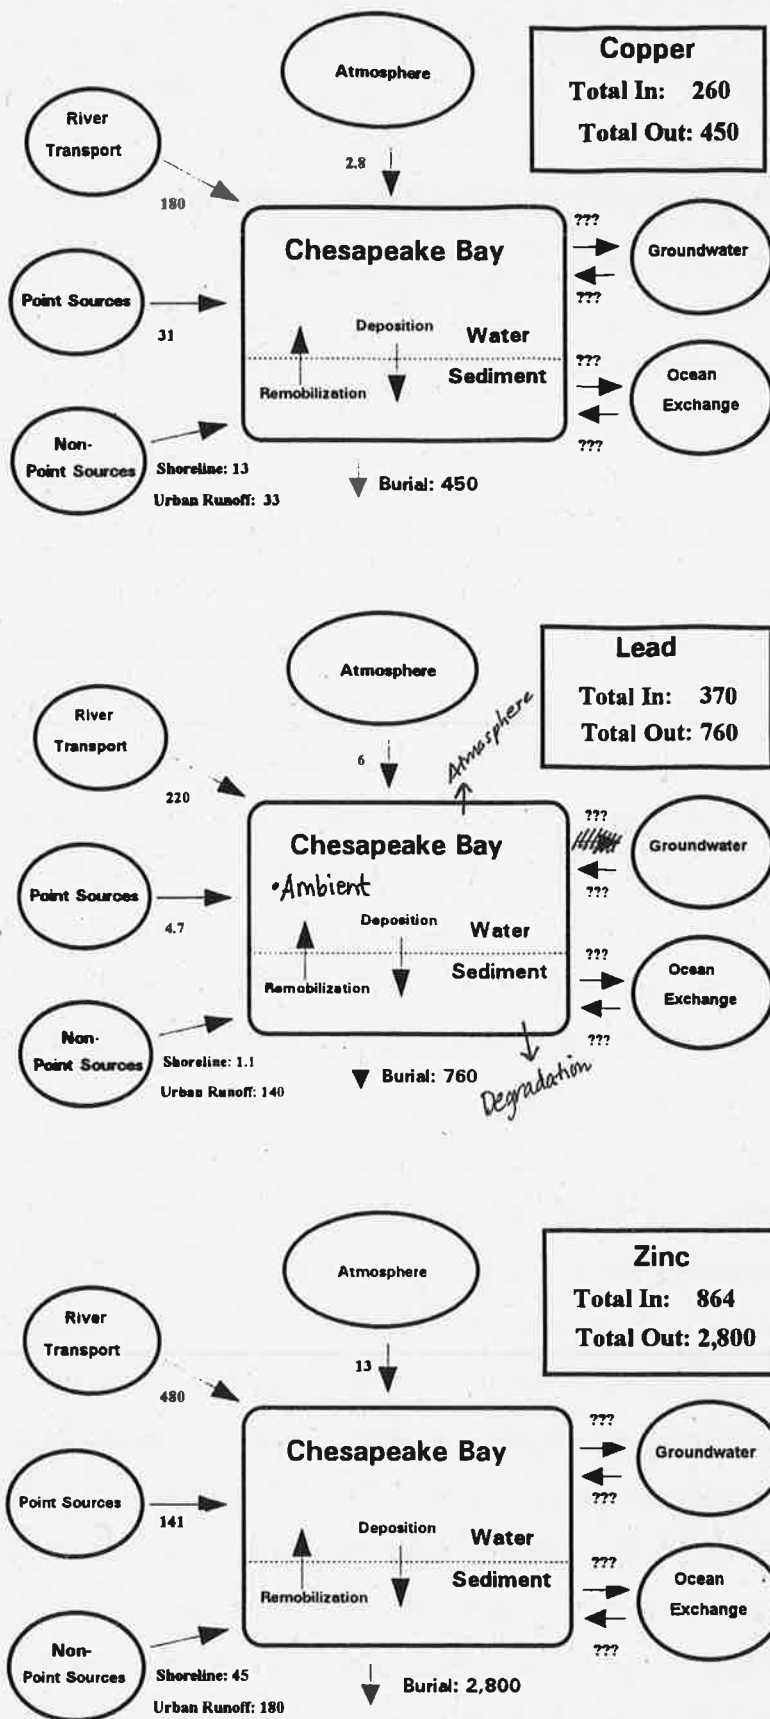 Copper
Total In: 260
Total Out: 450
Atmosphere
River
Transport
2.8
180
???
Chesapeake Bay
Groundwater
Point Sources
???
31
Deposition
Water
???
Sediment
Ocean
Exchange
Remobilization
Non-
Point Sources
Shoreline: 13
???
Urban Runoff: 33
Burial: 450
Lead
Total In: 370
Total Out: 760
Atmosphere
River
Transport
6
Atmosphere
220
???
Chesapeake Bay
Groundwater
•Ambient
Point Sources
???
4.7
Deposition
Water
???
Sediment
Ocean
Exchange
Remobilization
Non-
Point Sources
???
Shoreline: 1.1
Urban Runoff: 140
Burial: 760
Degradation
Zinc
Total In: 864
Total Out: 2,800
Atmosphere
River
Transport
13
480
???
Chesapeake Bay
Groundwater
Point Sources
???
141
Deposition
Water
???
Sediment
Ocean
Exchange
Remobilization
Non-
Point Sources
???
Shoreline: 45
Urban Runoff: 180
Burial: 2,800